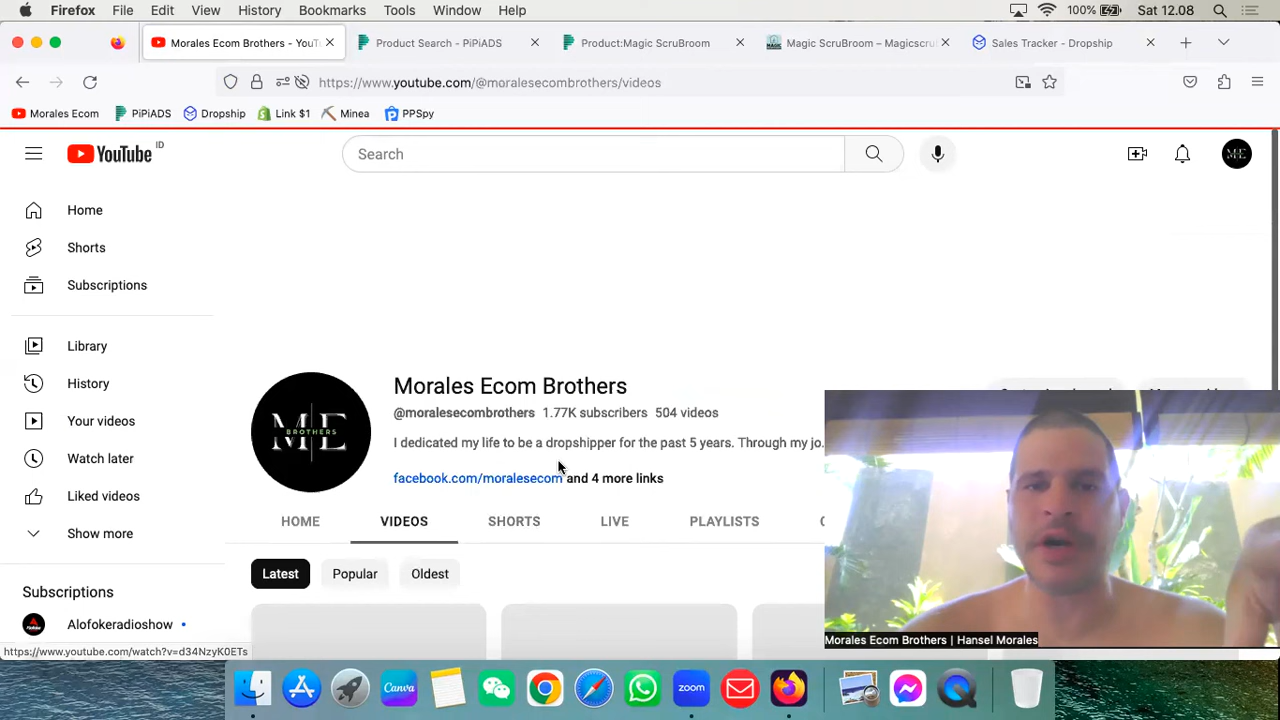 Firefox File Edit View History Bookmarks Tools Window Help 100% Sat 12.08
Morales Ecom Brothers - YouT
Product Search - PiPiADS
Product:Magic ScruBroom
Magic ScruBroom – Magicscru
Sales Tracker - Dropship
https://www.youtube.com/@moralesecombrothers/videos
Morales Ecom PiPiADS Dropship Link $1 Minea PPSpy
YouTube ID
Search
ME
Home
Shorts
Subscriptions
Library
History
Your videos
Watch later
Liked videos
Show more
Subscriptions
Alofokeradioshow
https://www.youtube.com/watch?v=d34NzyK0ETs
M E
BROTHERS
Morales Ecom Brothers
@moralesecombrothers 1.77K subscribers 504 videos
I dedicated my life to be a dropshipper for the past 5 years. Through my jo
facebook.com/moralesecom and 4 more links
HOME VIDEOS SHORTS LIVE PLAYLISTS
Latest Popular Oldest
Morales Ecom Brothers | Hansel Morales
Canva
zoom